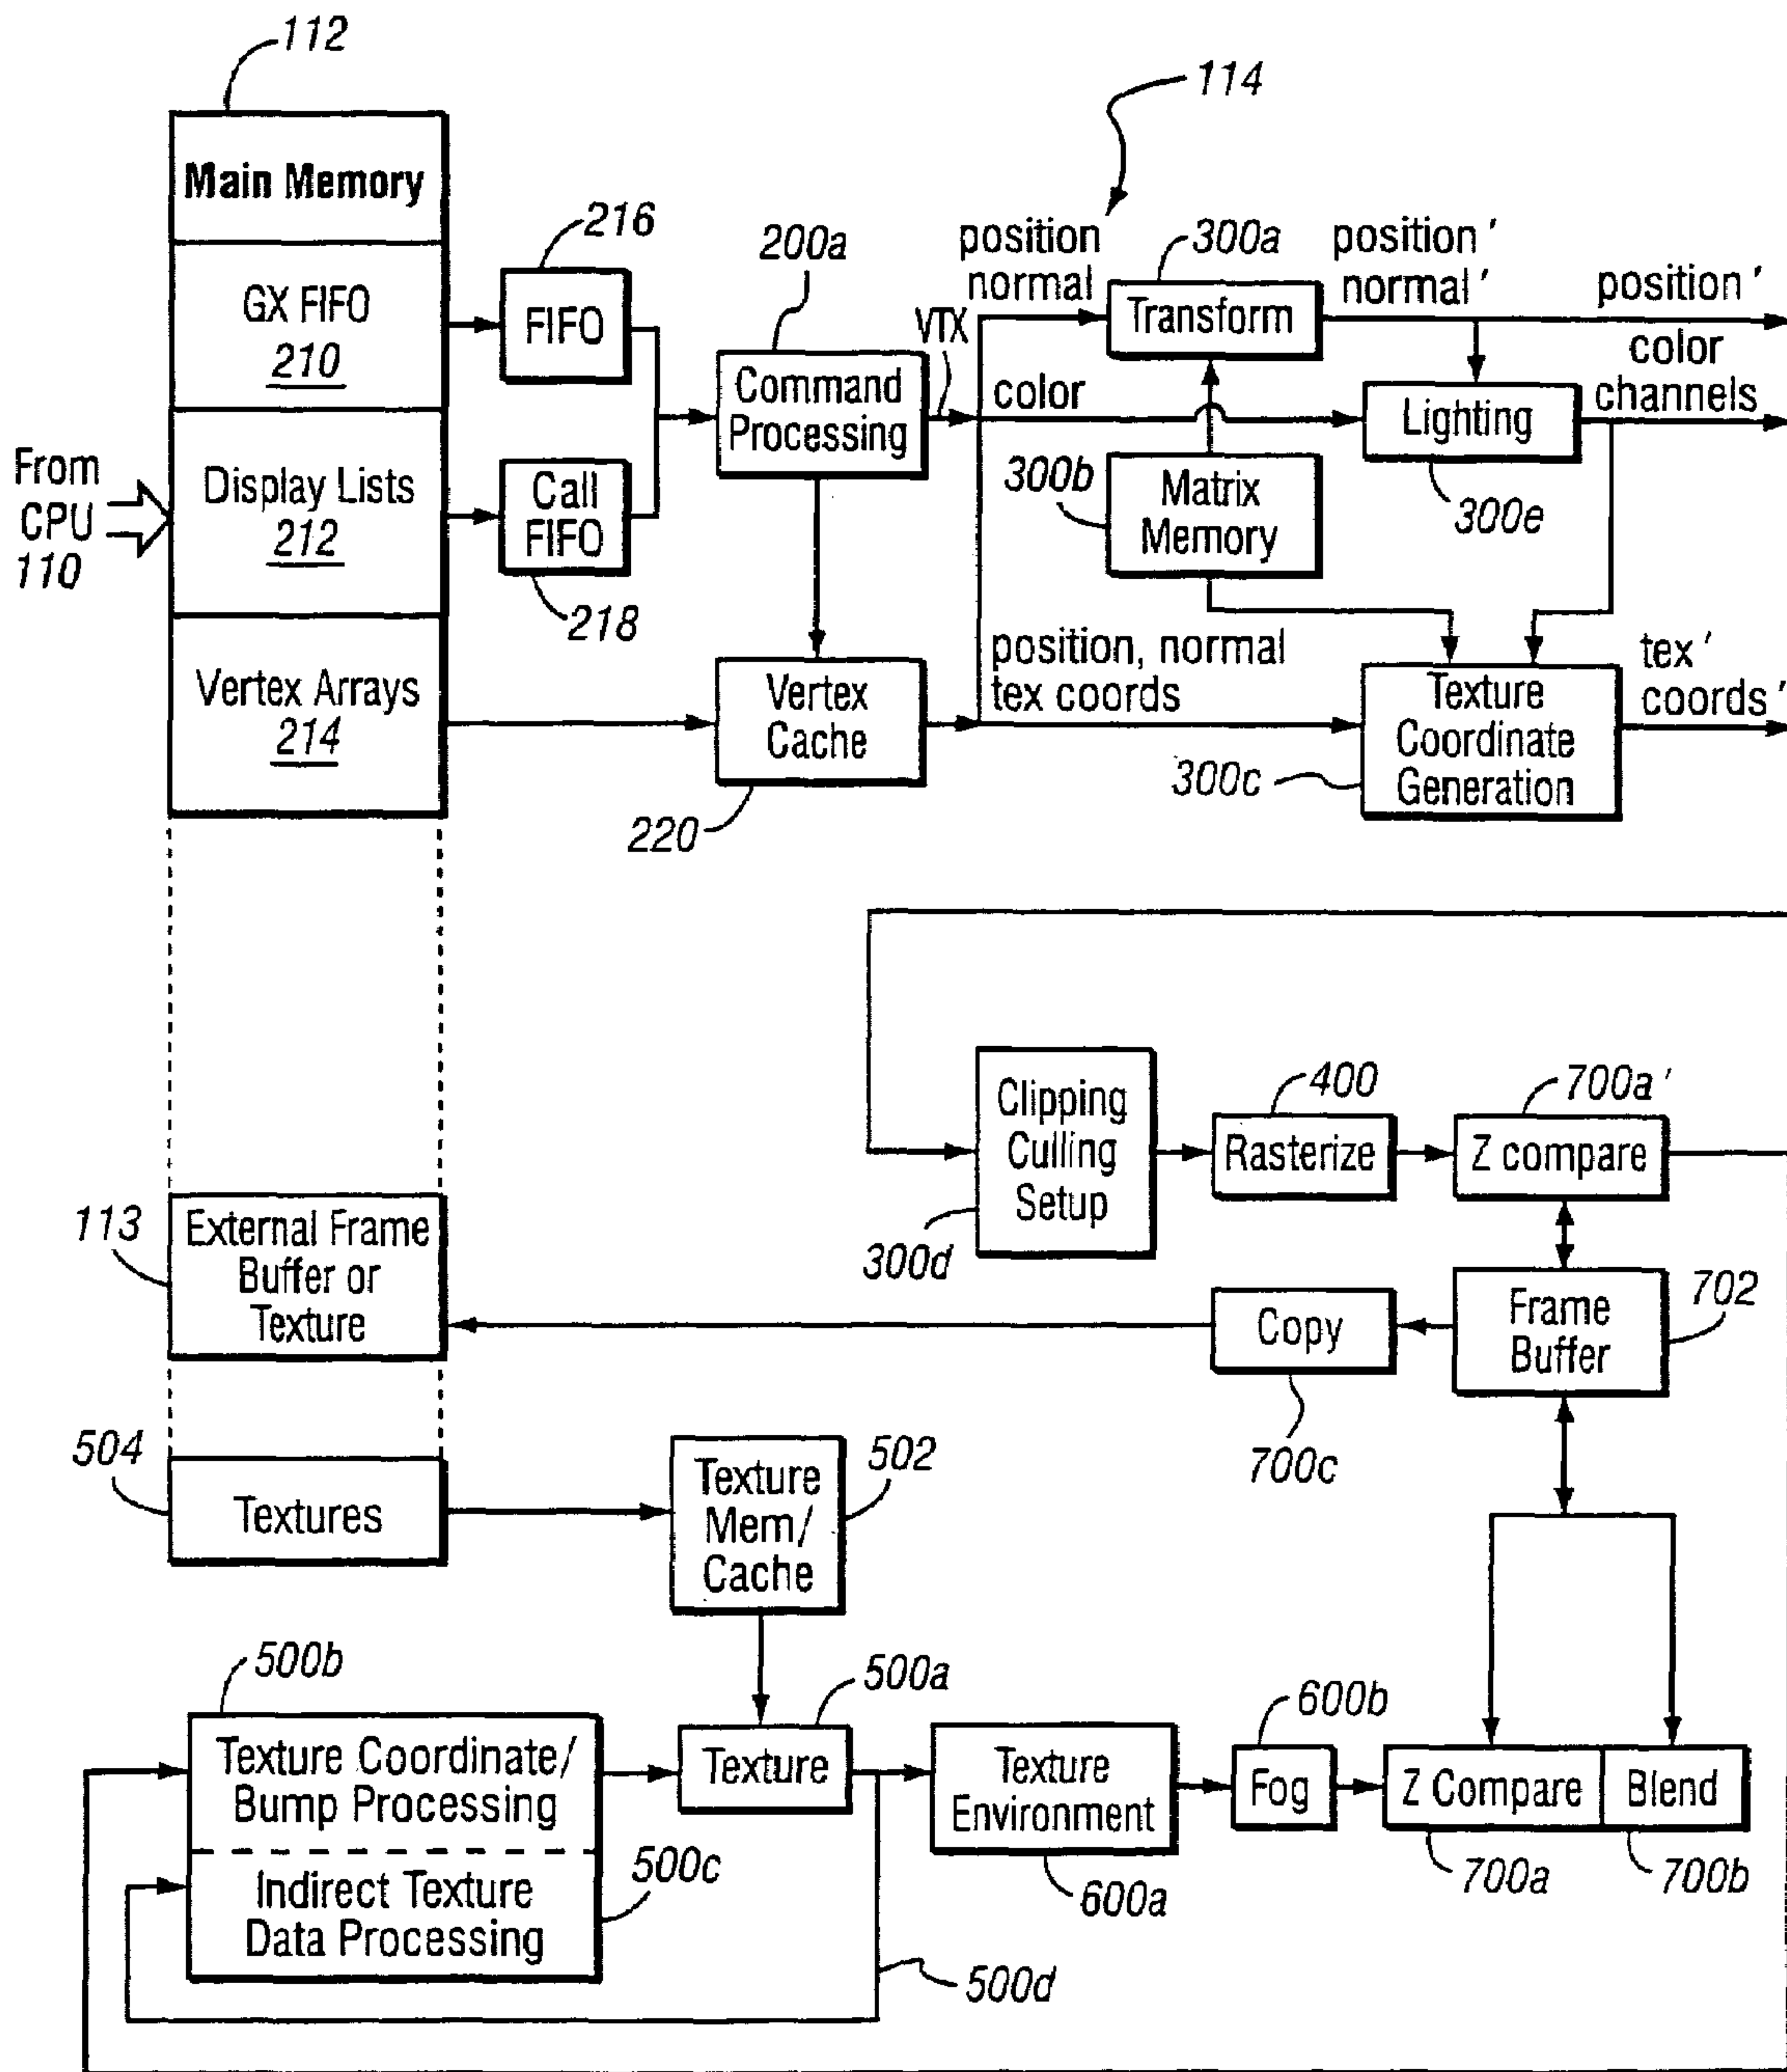 112
114
Main Memory
216
200a
position
normal
300a
position ′
normal ′
position ′
GX FIFO
210
FIFO
VTX
Transform
color
channels
Command
Processing
color
Lighting
From
CPU
110
Display Lists
212
Call
FIFO
300b
Matrix
Memory
300e
218
Vertex Arrays
214
Vertex
Cache
position, normal
tex coords
Texture
Coordinate
Generation
tex ′
coords ′
300c
220
Clipping
Culling
Setup
400
700a ′
Rasterize
Z compare
300d
113
External Frame
Buffer or
Texture
Copy
Frame
Buffer
702
700c
504
Textures
Texture
Mem/
Cache
502
500b
500a
600b
Texture Coordinate/
Bump Processing
Texture
Texture
Environment
Fog
Z Compare
Blend
Indirect Texture
Data Processing
500c
600a
700a
700b
500d